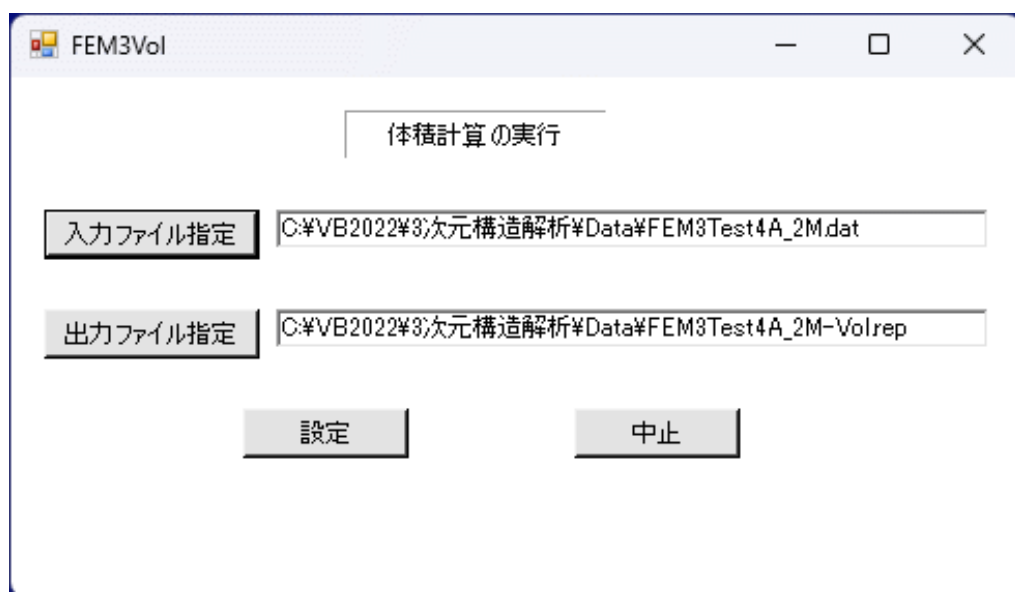 FEM3Vol
体積計算の実行
入力ファイル指定 C:¥VB2022¥3次元構造解析¥Data¥FEM3Test4A_2M.dat
出力ファイル指定 C:¥VB2022¥3次元構造解析¥Data¥FEM3Test4A_2M-Vol.rep
設定 中止